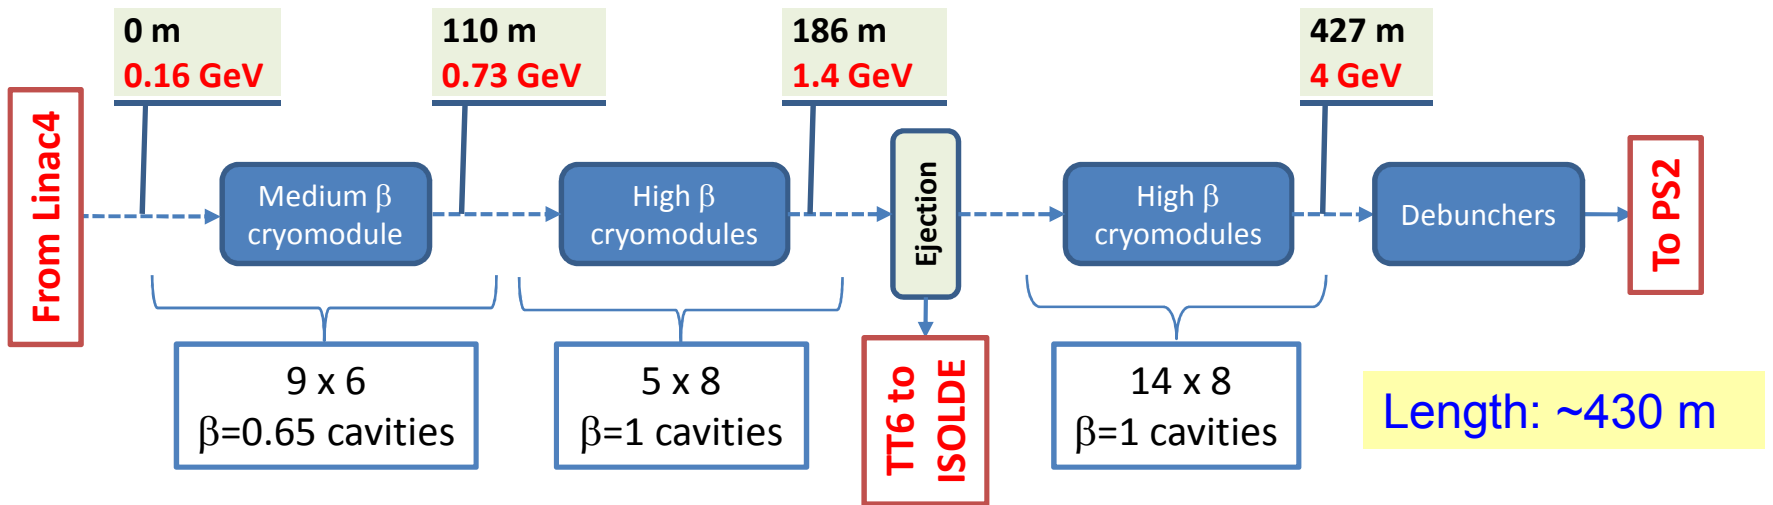 0 m
0.16 GeV
110 m
0.73 GeV
186 m
1.4 GeV
427 m
4 GeV
From Linac4
Medium β
cryomodule
High β
cryomodules
Ejection
High β
cryomodules
Debunchers
To PS2
9 x 6
β=0.65 cavities
5 x 8
β=1 cavities
TT6 to
ISOLDE
14 x 8
β=1 cavities
Length: ~430 m